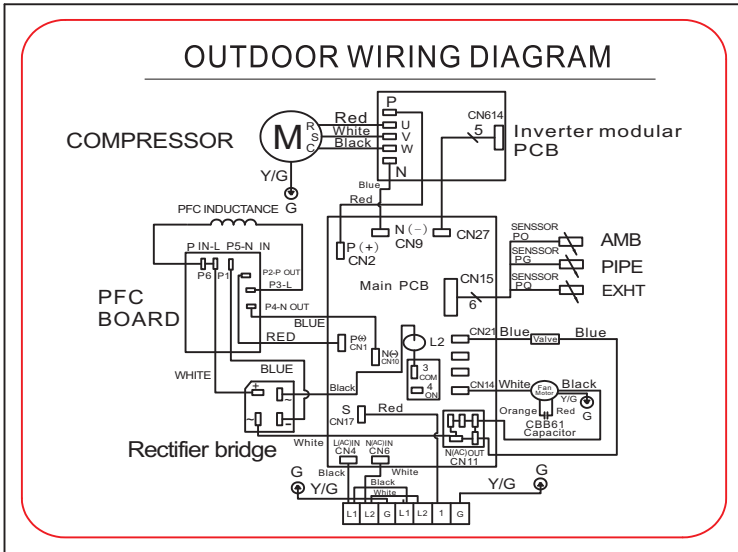 OUTDOOR WIRING DIAGRAM
COMPRESSOR
M
R
S
C
Red
White
Black
Y/G
G
P
U
V
W
N
CN614
5
Inverter modular
PCB
Blue
Red
PFC INDUCTANCE
P IN-L P5-N IN
P6 P1
P2-P OUT
P3-L
P4-N OUT
PFC
BOARD
BLUE
RED
WHITE
BLUE
N(-)
CN9
CN27
P(+)
CN2
Main PCB
CN15
6
SENSSOR
PO
AMB
SENSSOR
PG
PIPE
SENSSOR
PQ
EXHT
P(+)
CN1
N(-)
CN10
L2
3
COM
4
ON
CN21 Blue Valve Blue
CN14 White Fan
Motor
Black
Y/G
G
Orange Red
CBB61
Capacitor
Black
+
~
~
-
Rectifier bridge
White
S
CN17
Red
L(AC)IN
CN4
N(AC)IN
CN6
N(AC)OUT
CN11
Black
White
G
Y/G
Black
White
Y/G
G
L1 L2 G L1 L2 1 G